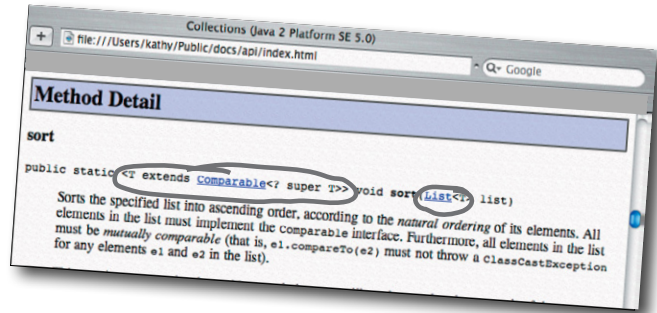 Collections (Java 2 Platform SE 5.0)
+ file:///Users/kathy/Public/docs/api/index.html Q Google
Method Detail
sort
public static <T extends Comparable<? super T>> void sort(List<T> list)
Sorts the specified list into ascending order, according to the natural ordering of its elements. All
elements in the list must implement the Comparable interface. Furthermore, all elements in the list
must be mutually comparable (that is, e1.compareTo(e2) must not throw a ClassCastException
for any elements e1 and e2 in the list).